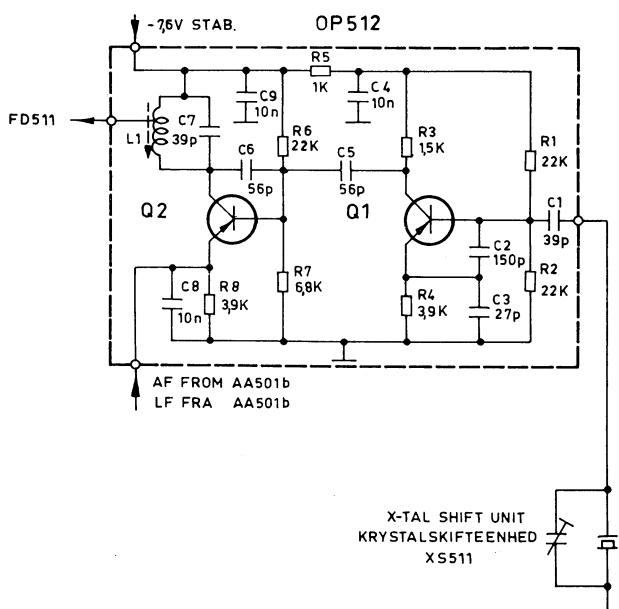 -7,6V STAB.
OP512
FD511
L1
C7
39p
C9
10n
R5
1K
C4
10n
R6
22K
R3
1,5K
R1
22K
C6
56p
C5
56p
Q2
Q1
C1
39p
C2
150p
R2
22K
C8
10n
R8
3,9K
R7
6,8K
R4
3,9K
C3
27p
AF FROM AA501b
LF FRA AA501b
X-TAL SHIFT UNIT
KRYSTALSKIFTEENHED
XS511